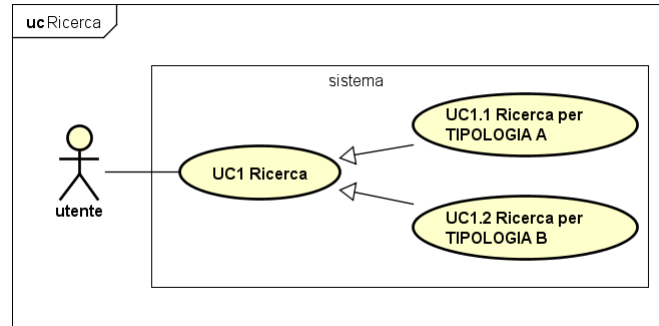 uc Ricerca
sistema
UC1.1 Ricerca per
TIPOLOGIA A
UC1 Ricerca
utente
UC1.2 Ricerca per
TIPOLOGIA B